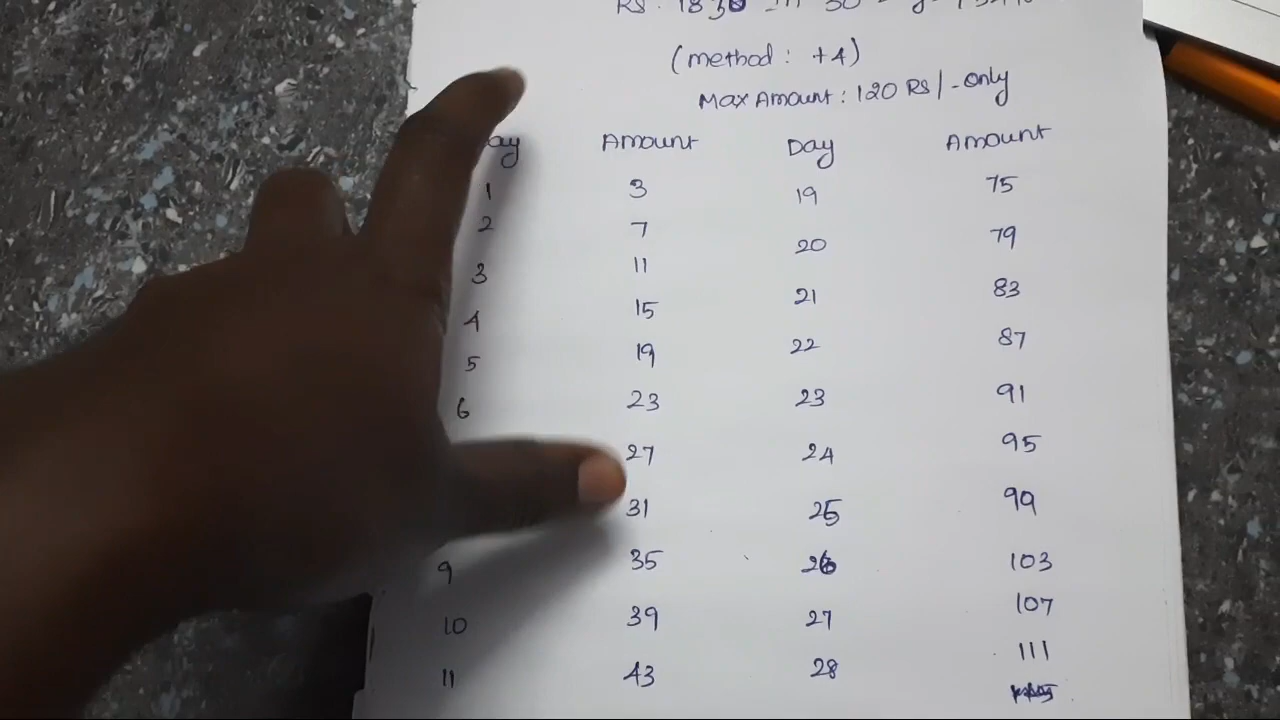 (method : +4)
Max Amount : 120 RS/- only
Amount Day Amount
1 3 19 75
2 7 20 79
3 11 21 83
4 15 22 87
5 19 23 91
6 23 24 95
27 25 99
31 26 103
9 35 27 107
10 39 28 111
11 43